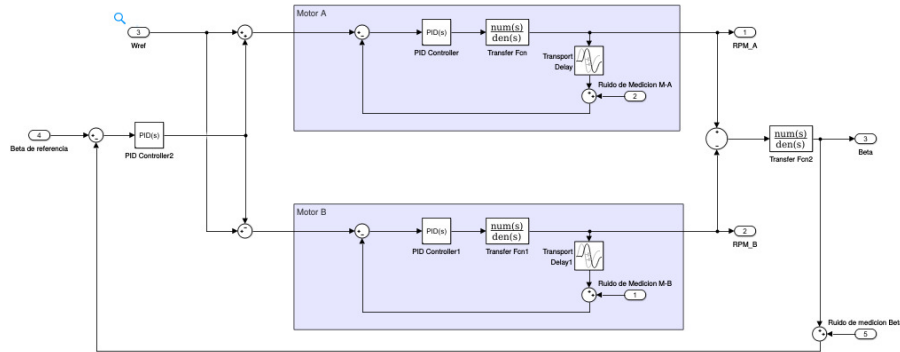 Motor A
3
Wref
PID(s)
PID Controller
num(s)
den(s)
Transfer Fcn
Transport
Delay
Ruido de Medicion M-A
2
1
RPM_A
4
Beta de referencia
PID(s)
PID Controller2
num(s)
den(s)
Transfer Fcn2
3
Beta
Motor B
PID(s)
PID Controller1
num(s)
den(s)
Transfer Fcn1
Transport
Delay1
Ruido de Medicion M-B
1
2
RPM_B
Ruido de medicion Beta
5